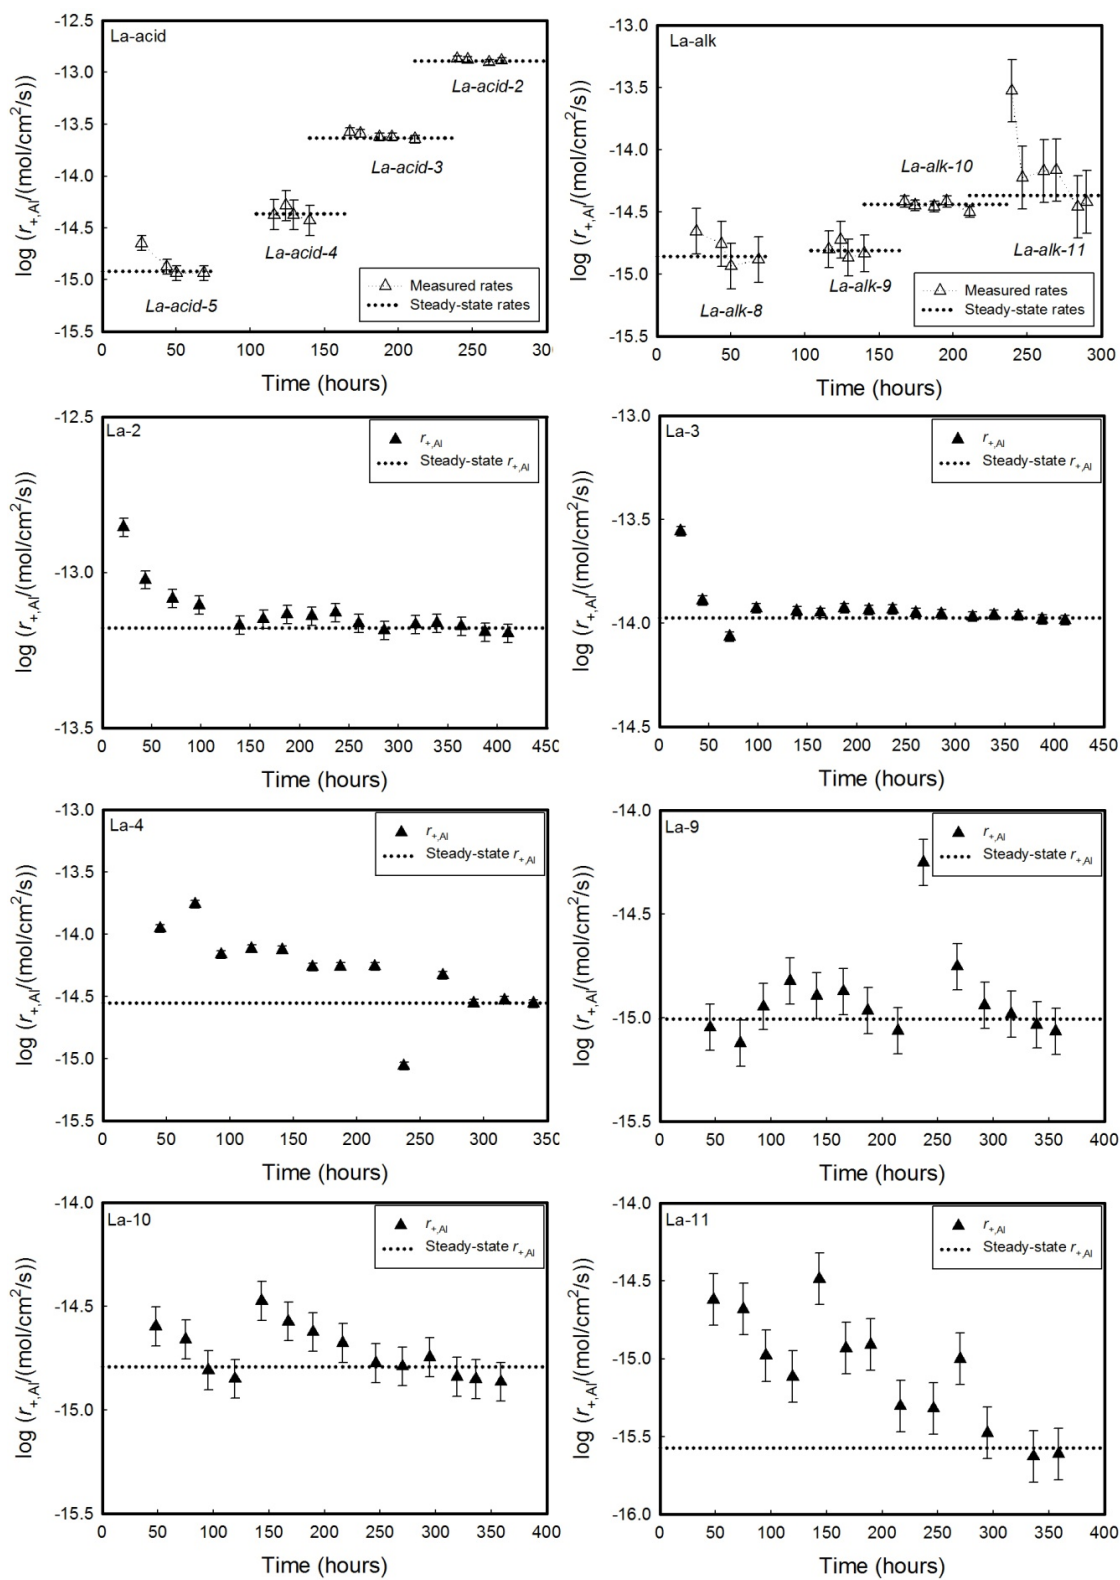 La-acid
log (r+,Al/(mol/cm²/s))
-12.5
-13.0
-13.5
-14.0
-14.5
-15.0
-15.5
La-acid-2
La-acid-3
La-acid-4
La-acid-5
Measured rates
Steady-state rates
0 50 100 150 200 250 300
Time (hours)
La-alk
log (r+,Al/(mol/cm²/s))
-13.0
-13.5
-14.0
-14.5
-15.0
-15.5
La-alk-10
La-alk-11
La-alk-9
La-alk-8
Measured rates
Steady-state rates
0 50 100 150 200 250 300
Time (hours)
La-2
log (r+,Al/(mol/cm²/s))
-12.5
-13.0
-13.5
r+,Al
Steady-state r+,Al
0 50 100 150 200 250 300 350 400 450
Time (hours)
La-3
log (r+,Al/(mol/cm²/s))
-13.0
-13.5
-14.0
-14.5
r+,Al
Steady-state r+,Al
0 50 100 150 200 250 300 350 400 450
Time (hours)
La-4
log (r+,Al/(mol/cm²/s))
-13.0
-13.5
-14.0
-14.5
-15.0
-15.5
r+,Al
Steady-state r+,Al
0 50 100 150 200 250 300 350
Time (hours)
La-9
log (r+,Al/(mol/cm²/s))
-14.0
-14.5
-15.0
-15.5
r+,Al
Steady-state r+,Al
0 50 100 150 200 250 300 350 400
Time (hours)
La-10
log (r+,Al/(mol/cm²/s))
-14.0
-14.5
-15.0
-15.5
r+,Al
Steady-state r+,Al
0 50 100 150 200 250 300 350 400
Time (hours)
La-11
log (r+,Al/(mol/cm²/s))
-14.0
-14.5
-15.0
-15.5
-16.0
r+,Al
Steady-state r+,Al
0 50 100 150 200 250 300 350 400
Time (hours)